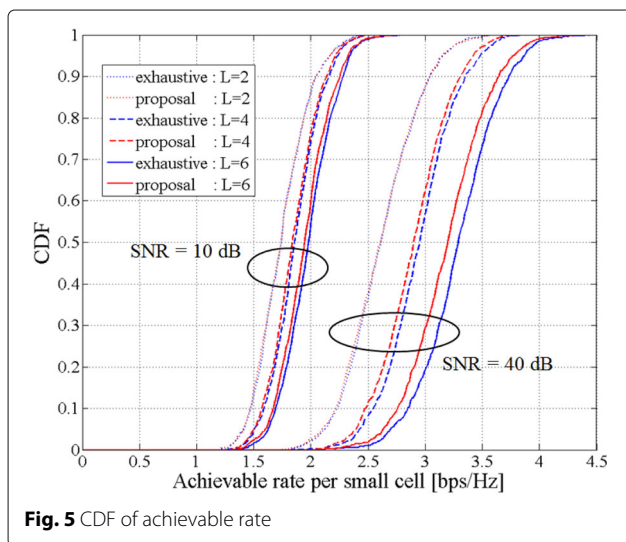 1
0.9
0.8
0.7
0.6
0.5
0.4
0.3
0.2
0.1
0
CDF
exhaustive : L=2
proposal : L=2
exhaustive : L=4
proposal : L=4
exhaustive : L=6
proposal : L=6
SNR = 10 dB
SNR = 40 dB
0 0.5 1 1.5 2 2.5 3 3.5 4 4.5
Achievable rate per small cell [bps/Hz]
Fig. 5 CDF of achievable rate